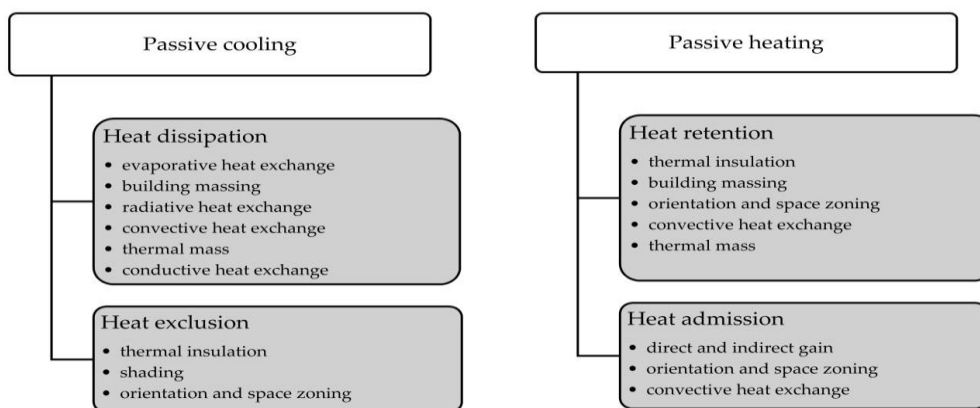 Passive cooling
Heat dissipation
• evaporative heat exchange
• building massing
• radiative heat exchange
• convective heat exchange
• thermal mass
• conductive heat exchange
Heat exclusion
• thermal insulation
• shading
• orientation and space zoning
Passive heating
Heat retention
• thermal insulation
• building massing
• orientation and space zoning
• convective heat exchange
• thermal mass
Heat admission
• direct and indirect gain
• orientation and space zoning
• convective heat exchange